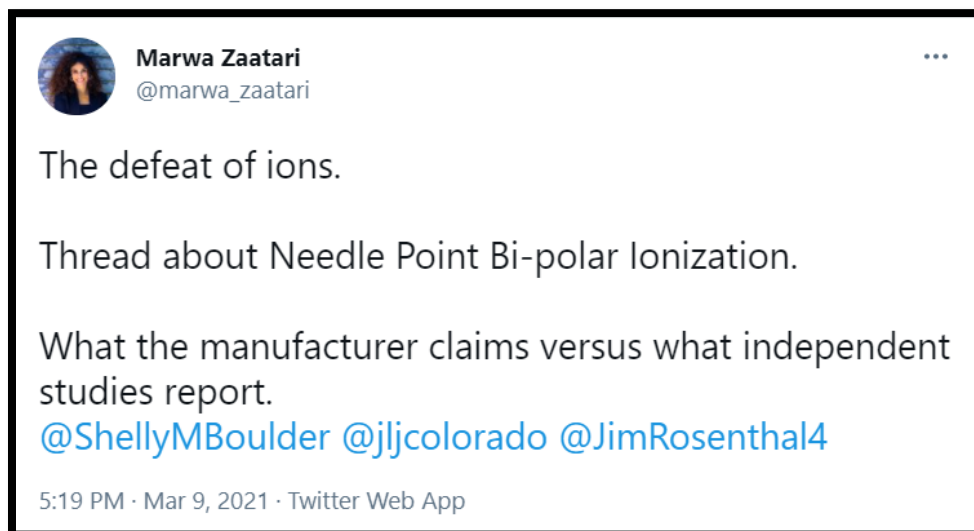 Marwa Zaatari
@marwa_zaatari
The defeat of ions.
Thread about Needle Point Bi-polar Ionization.
What the manufacturer claims versus what independent
studies report.
@ShellyMBoulder @jljcolorado @JimRosenthal4
5:19 PM · Mar 9, 2021 · Twitter Web App